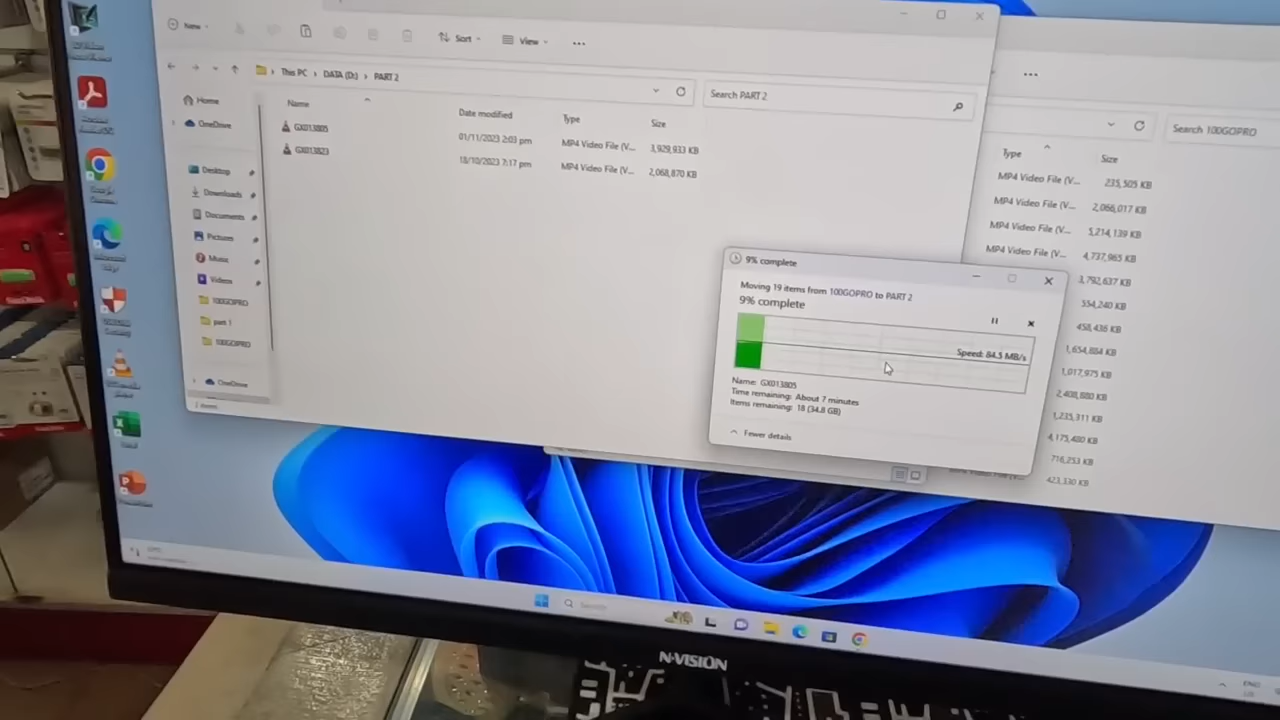 New
Sort
View
This PC > DATA (D:) > PART 2
Search PART 2
Search 100GOPRO
Name
Date modified
Type
Size
GX013805
01/11/2023 2:03 pm
MP4 Video File (V...
3,929,933 KB
GX013823
18/10/2023 7:17 pm
MP4 Video File (V...
2,068,870 KB
Home
OneDrive
Desktop
Downloads
Documents
Pictures
Music
Videos
100GOPRO
part 1
100GOPRO
OneDrive
Type
Size
MP4 Video File (V...
235,505 KB
MP4 Video File (V...
2,066,017 KB
MP4 Video File (V...
5,214,139 KB
MP4 Video File (V...
4,737,965 KB
3,792,637 KB
554,240 KB
458,436 KB
1,654,884 KB
1,017,975 KB
2,408,880 KB
1,235,311 KB
4,175,480 KB
716,253 KB
423,330 KB
9% complete
Moving 19 items from 100GOPRO to PART 2
9% complete
Speed: 84.5 MB/s
Name: GX013805
Time remaining: About 7 minutes
Items remaining: 18 (34.8 GB)
Fewer details
Search
ENG
N-VISION